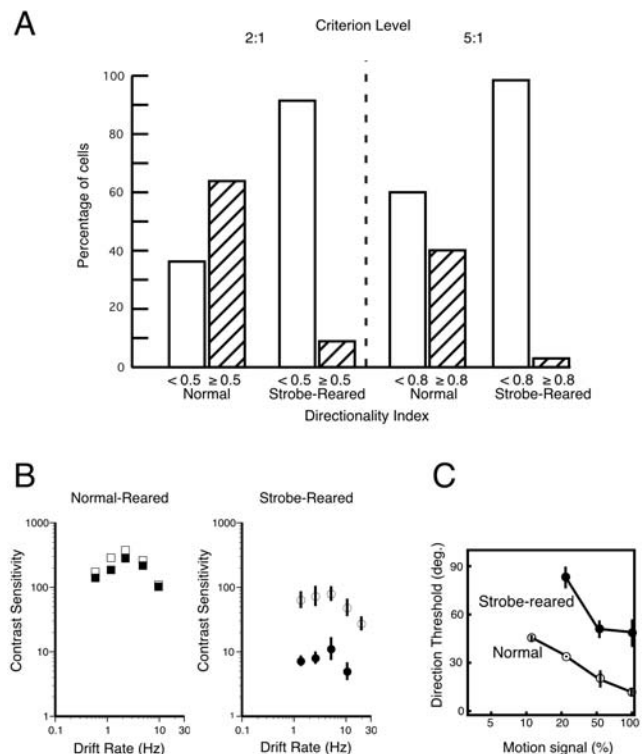 A
Criterion Level
2:1 5:1
Percentage of cells
100
80
60
40
20
0
< 0.5 ≥ 0.5 < 0.5 ≥ 0.5 < 0.8 ≥ 0.8 < 0.8 ≥ 0.8
Normal Strobe-Reared Normal Strobe-Reared
Directionality Index
B
Normal-Reared
Contrast Sensitivity
1000
100
10
1
0.1 1 10 30
Drift Rate (Hz)
Strobe-Reared
Contrast Sensitivity
1000
100
10
1
0.1 1 10 30
Drift Rate (Hz)
C
Direction Threshold (deg.)
90
60
30
0
Strobe-reared
Normal
5 10 20 50 100
Motion signal (%)